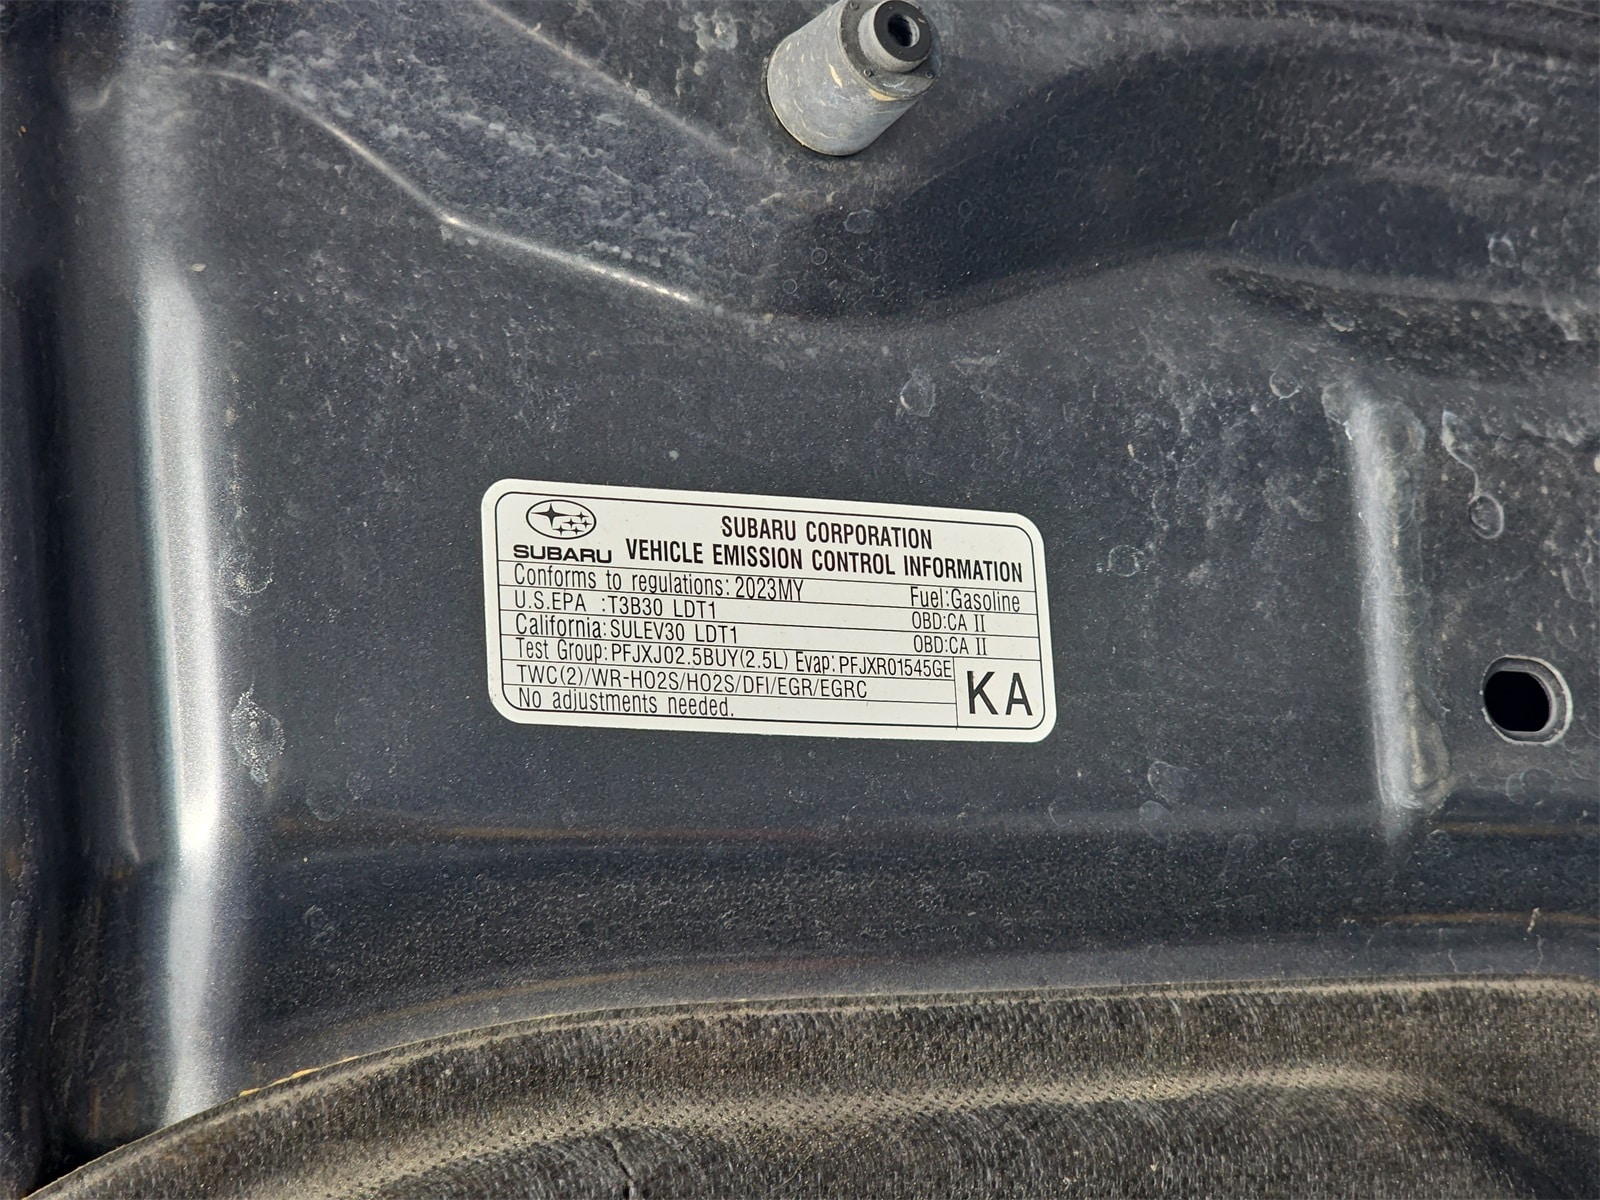 SUBARU
SUBARU CORPORATION
VEHICLE EMISSION CONTROL INFORMATION
Conforms to regulations: 2023MY Fuel:Gasoline
U.S.EPA :T3B30 LDT1 OBD:CA II
California:SULEV30 LDT1 OBD:CA II
Test Group:PFJXJ02.5BUY(2.5L) Evap:PFJXR01545GE
TWC(2)/WR-HO2S/HO2S/DFI/EGR/EGRC
No adjustments needed.
KA